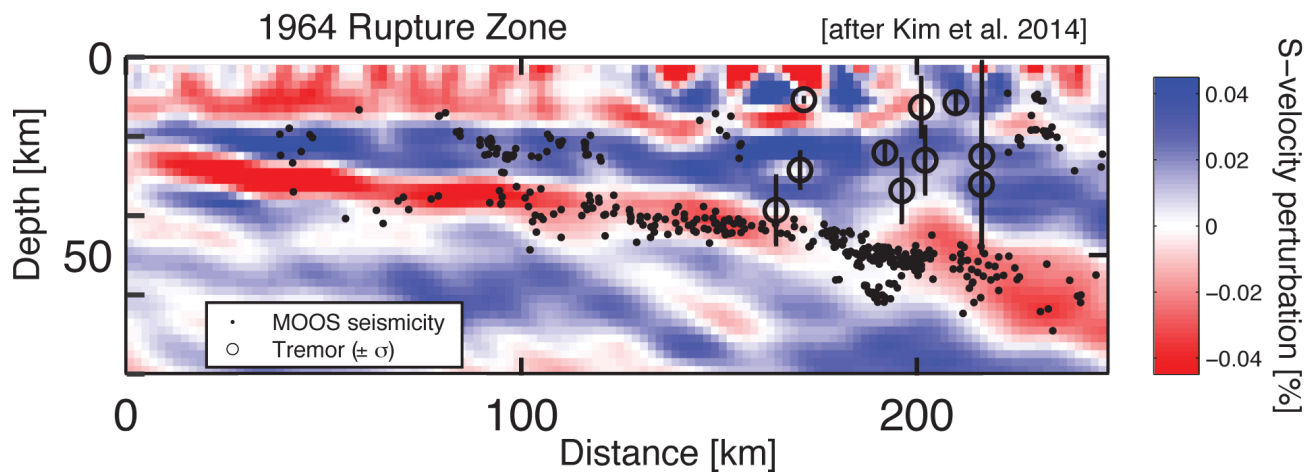 1964 Rupture Zone
[after Kim et al. 2014]
0
50
Depth [km]
MOOS seismicity
Tremor (± σ)
0
100
200
Distance [km]
0.04
0.02
0
−0.02
−0.04
S−velocity perturbation [%]